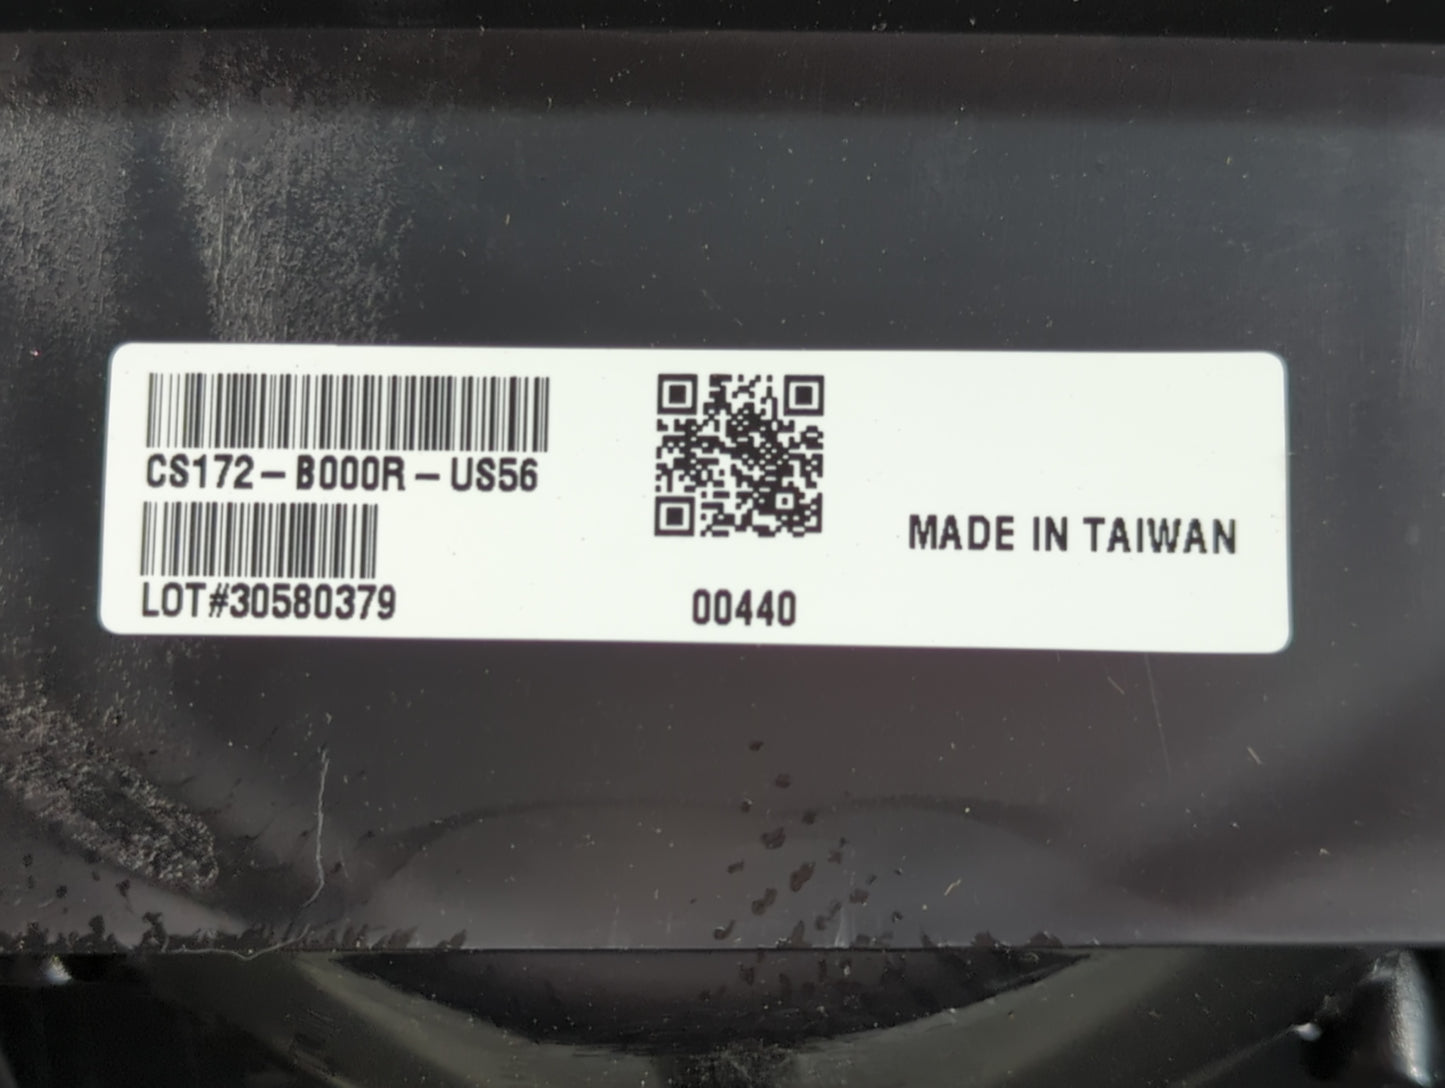 CS172-B000R-US56
LOT#30580379
00440
MADE IN TAIWAN